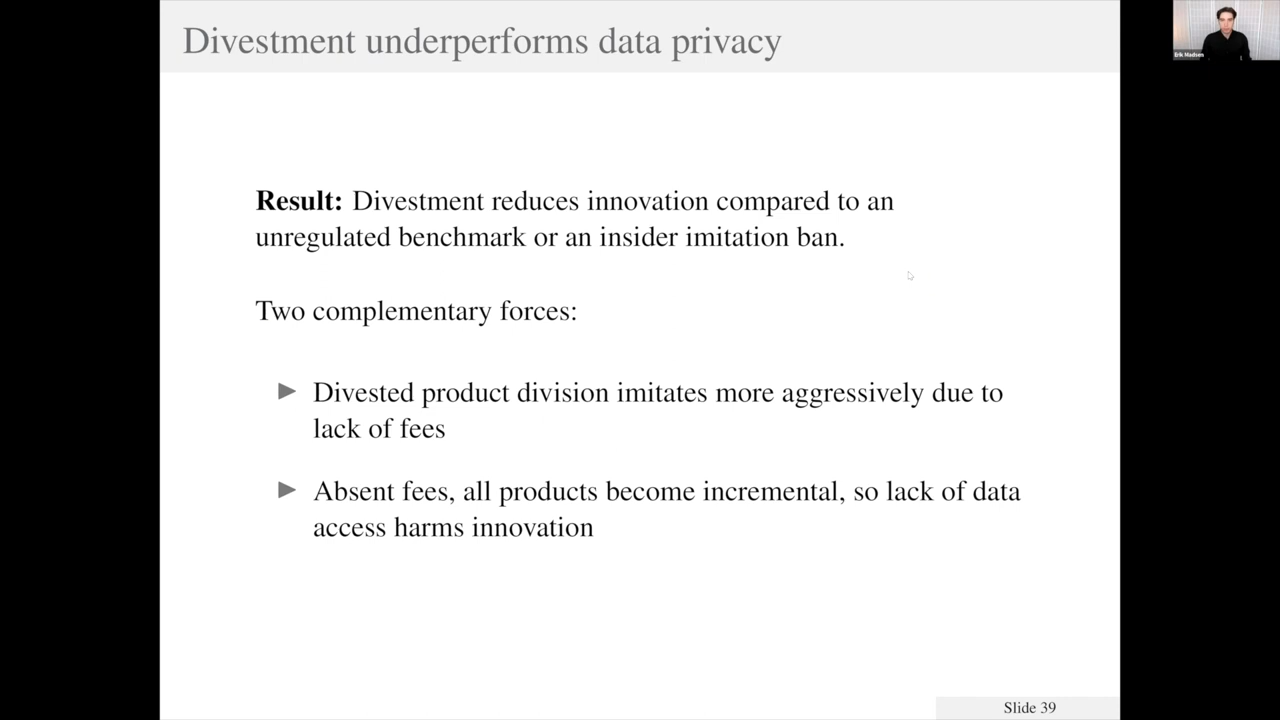 Divestment underperforms data privacy
Erik Madsen
Result: Divestment reduces innovation compared to an
unregulated benchmark or an insider imitation ban.
Two complementary forces:
Divested product division imitates more aggressively due to
lack of fees
Absent fees, all products become incremental, so lack of data
access harms innovation
Slide 39